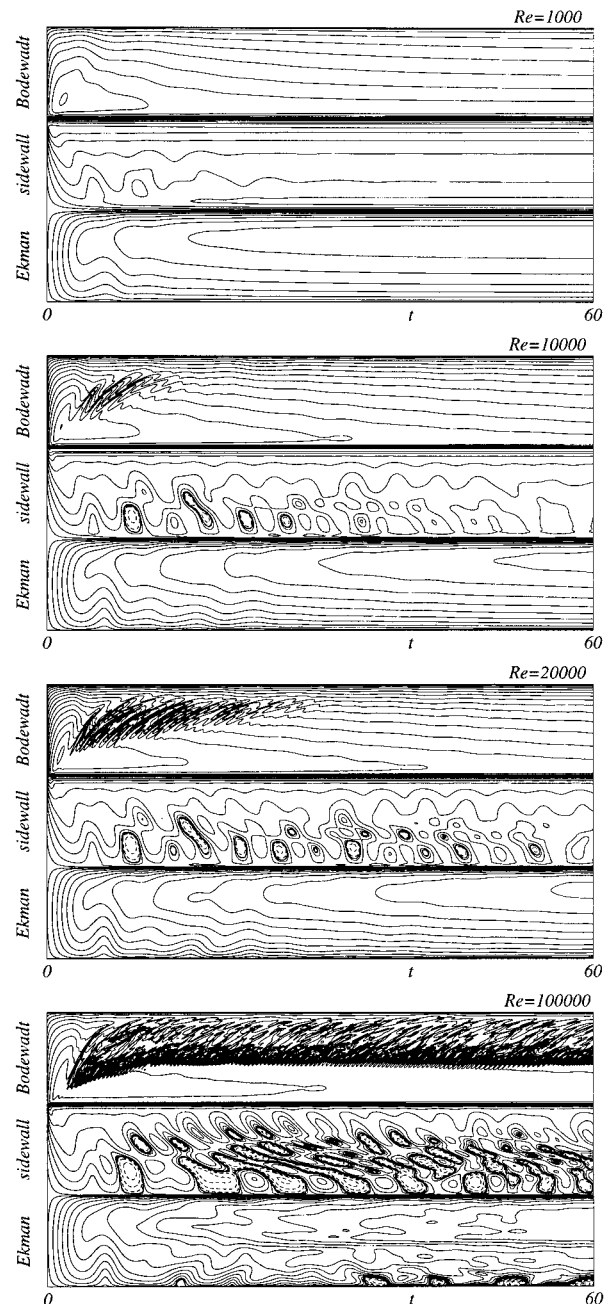 Re=1000
Bodewadt
sidewall
Ekman
0 t 60
Re=10000
Bodewadt
sidewall
Ekman
0 t 60
Re=20000
Bodewadt
sidewall
Ekman
0 t 60
Re=100000
Bodewadt
sidewall
Ekman
0 t 60